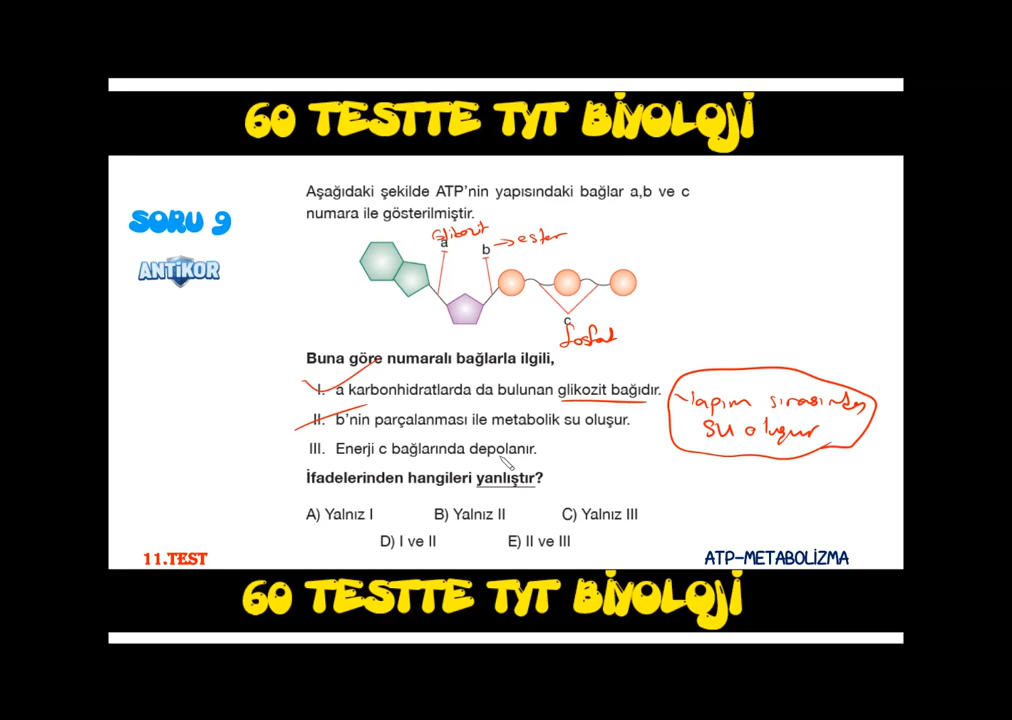 60 TESTTE TYT BİYOLOJİ
SORU 9
ANTİKOR
Aşağıdaki şekilde ATP'nin yapısındaki bağlar a,b ve c
numara ile gösterilmiştir.
Glikozit
a
b → ester
c
fosfat
Buna göre numaralı bağlarla ilgili,
I. a karbonhidratlarda da bulunan glikozit bağıdır.
II. b'nin parçalanması ile metabolik su oluşur.
III. Enerji c bağlarında depolanır.
Yapım sırasında
su oluşur
İfadelerinden hangileri yanlıştır?
A) Yalnız I B) Yalnız II C) Yalnız III
D) I ve II E) II ve III
11.TEST
ATP-METABOLİZMA
60 TESTTE TYT BİYOLOJİ